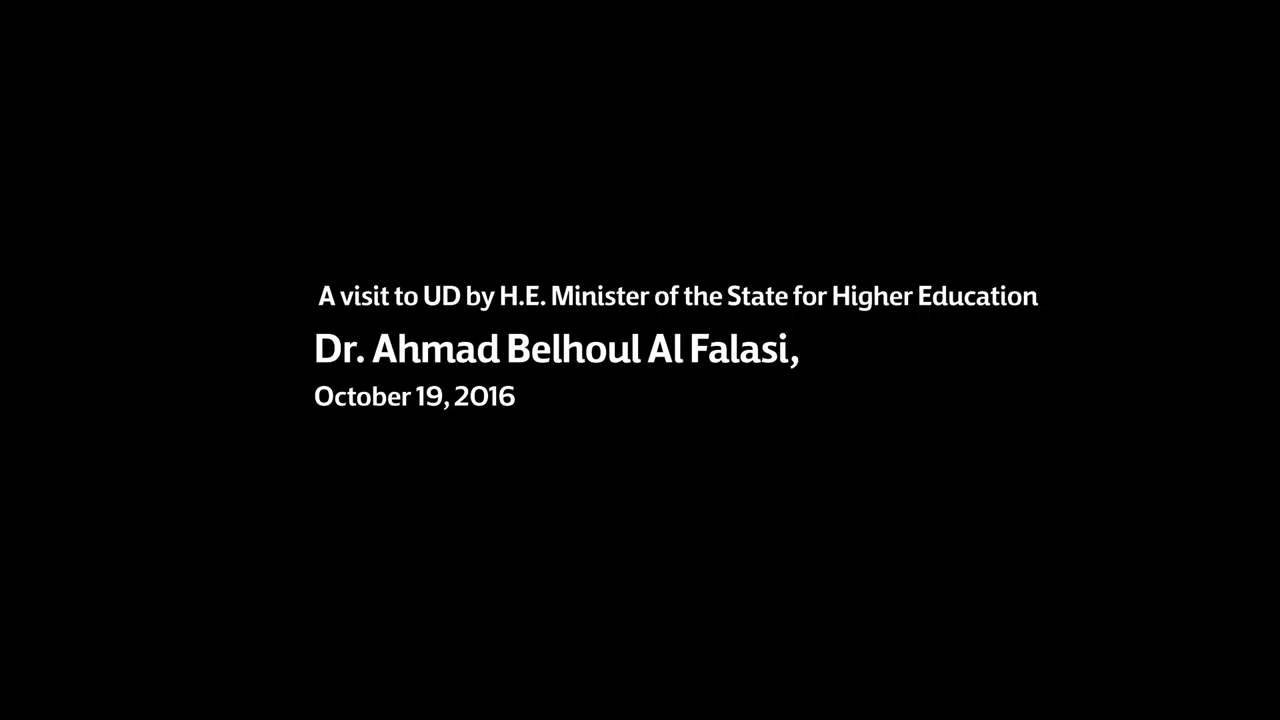 A visit to UD by H.E. Minister of the State for Higher Education
Dr. Ahmad Belhoul Al Falasi,
October 19, 2016